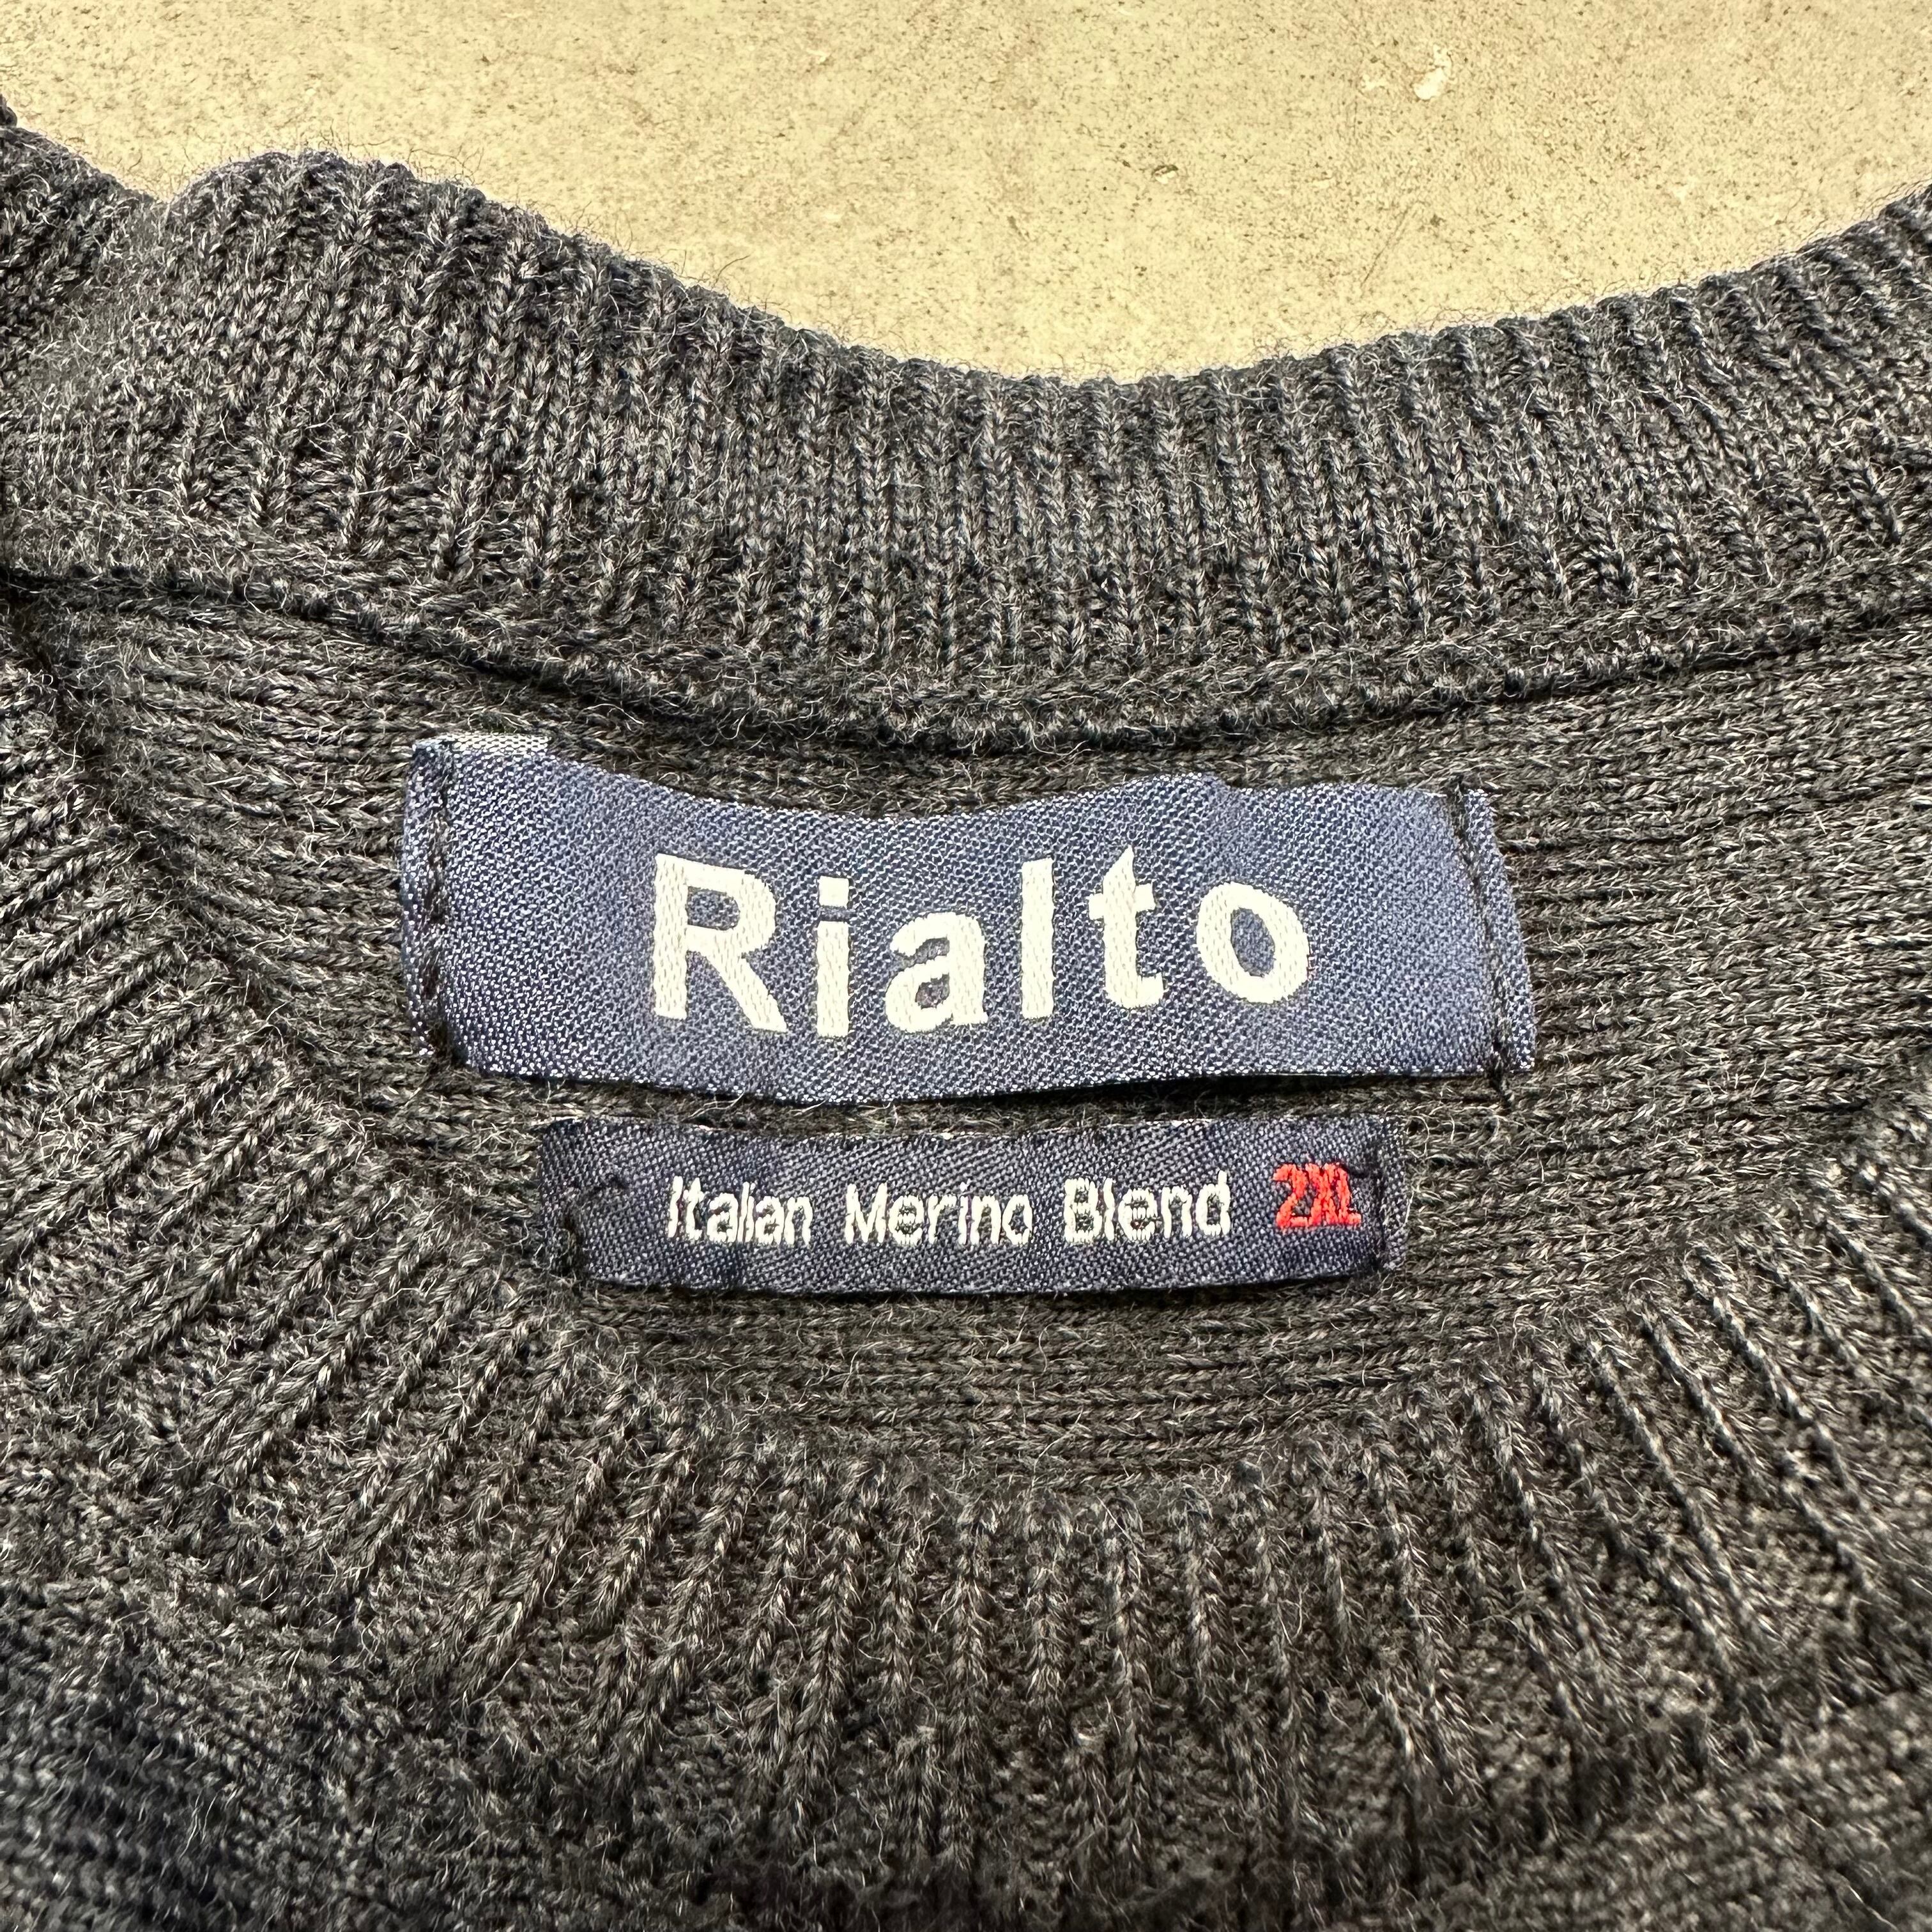 Rialto
Italian Merino Blend 2XL